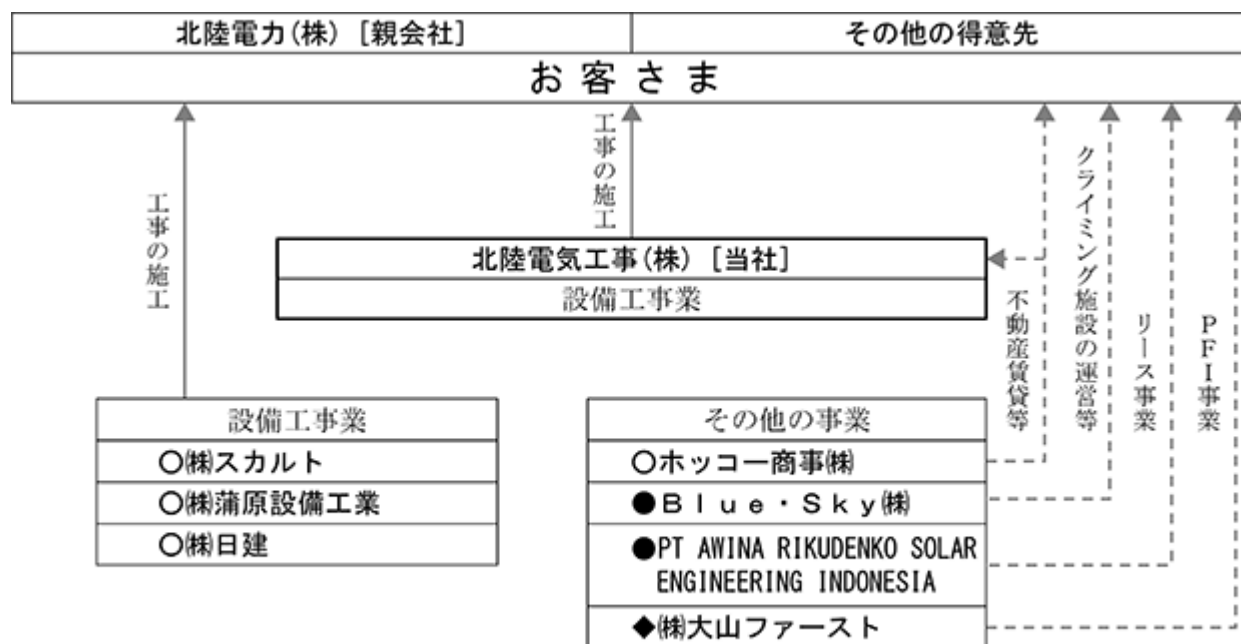 北陸電力(株) [親会社]
その他の得意先
お客さま
工事の施工
工事の施工
北陸電気工事(株) [当社]
設備工事業
不動産賃貸等
クライミング施設の運営等
リース事業
PFI事業
設備工事業
○㈱スカルト
○㈱蒲原設備工業
○㈱日建
その他の事業
○ホッコー商事㈱
●Ｂｌｕｅ・Ｓｋｙ㈱
●PT AWINA RIKUDENKO SOLAR
ENGINEERING INDONESIA
◆㈱大山ファースト